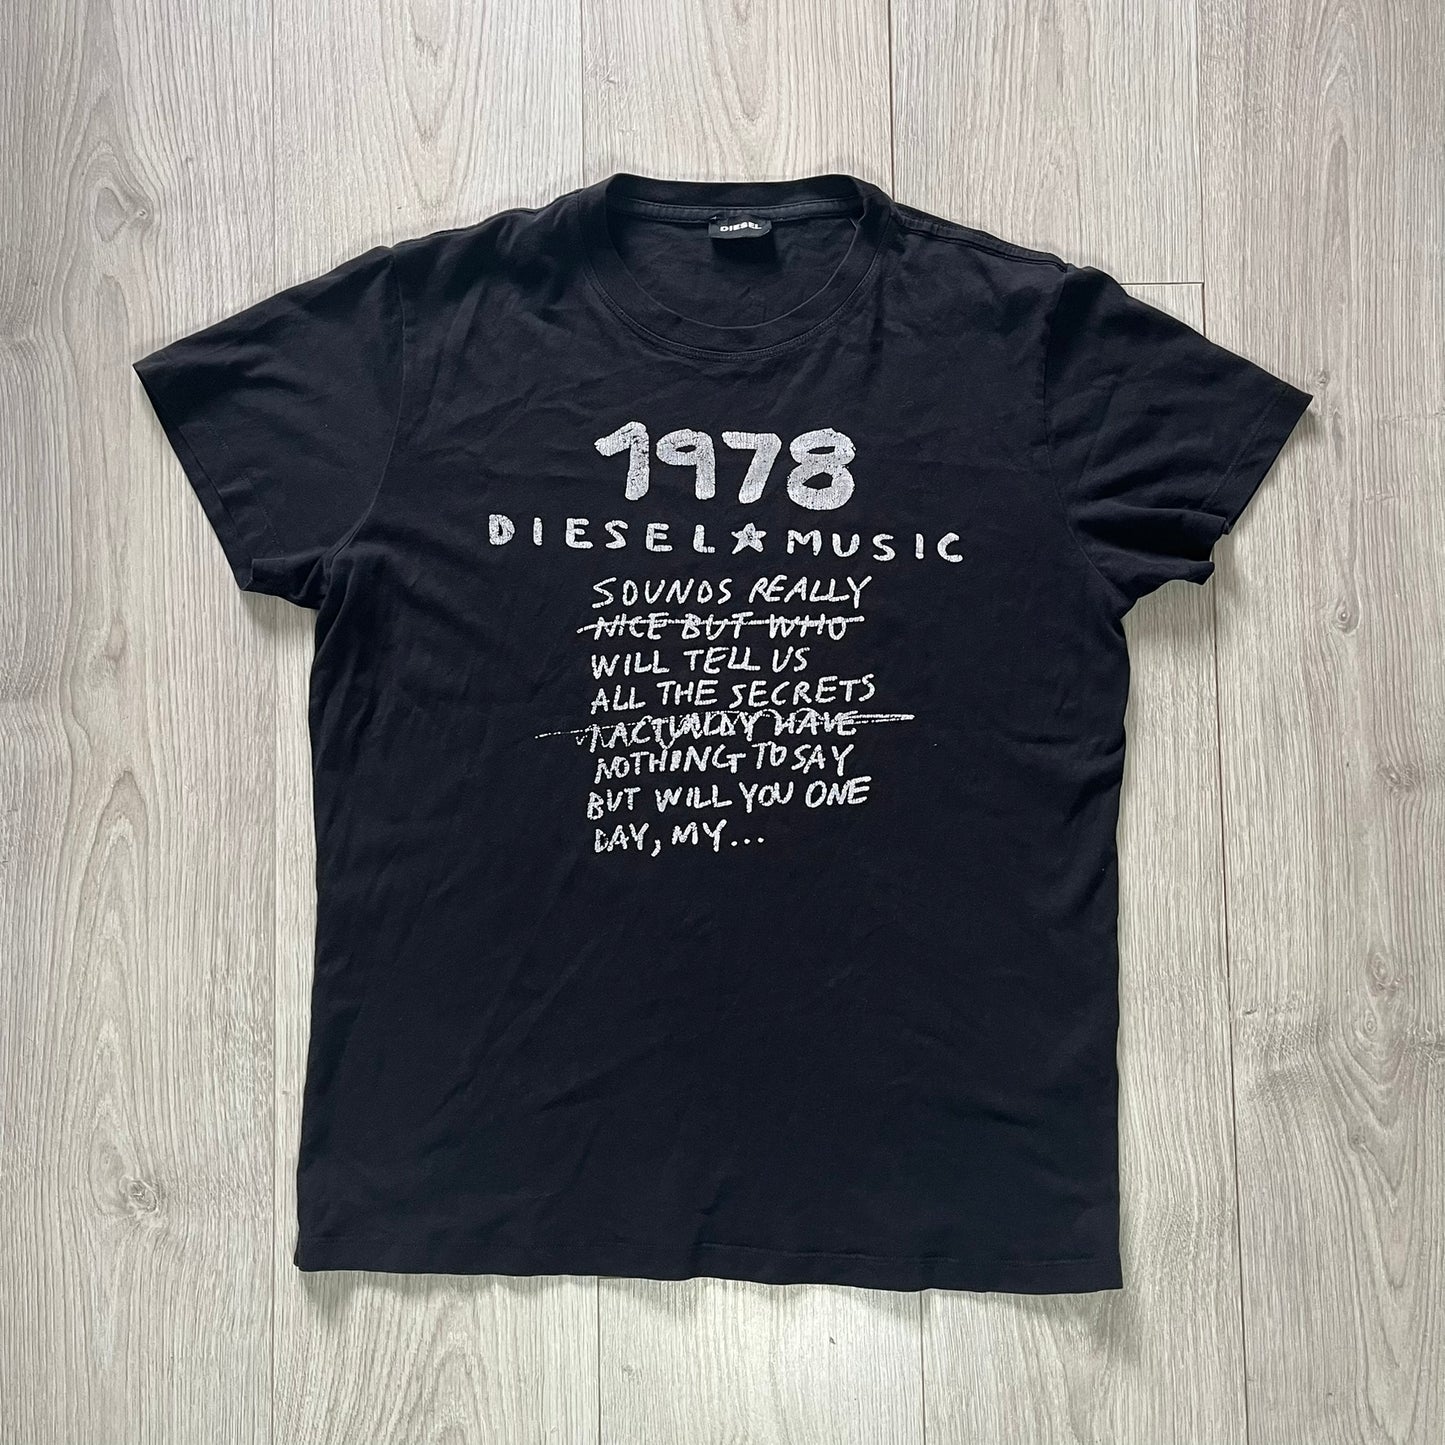 DIESEL
1978
DIESEL★MUSIC
SOUNDS REALLY
NICE BUT WHO
WILL TELL US
ALL THE SECRETS
I ACTUALLY HAVE
NOTHING TO SAY
BUT WILL YOU ONE
DAY, MY...